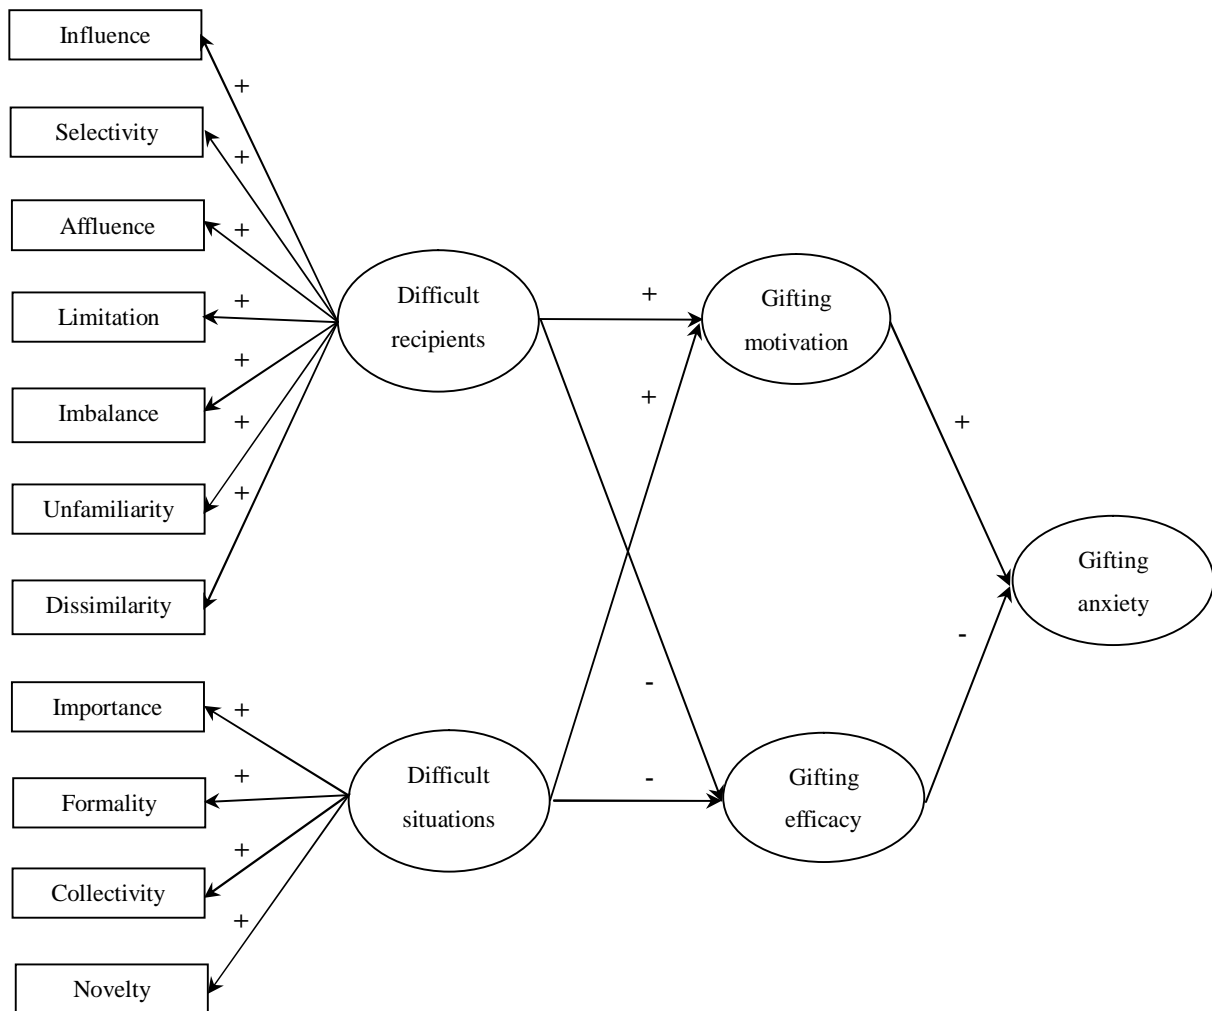 Influence
+
Selectivity
+
Affluence
+
Limitation
+
Imbalance
+
Unfamiliarity
+
Dissimilarity
+
Difficult
recipients
Importance
+
Formality
+
Collectivity
+
Novelty
+
Difficult
situations
+
+
-
-
Gifting
motivation
Gifting
efficacy
+
-
Gifting
anxiety